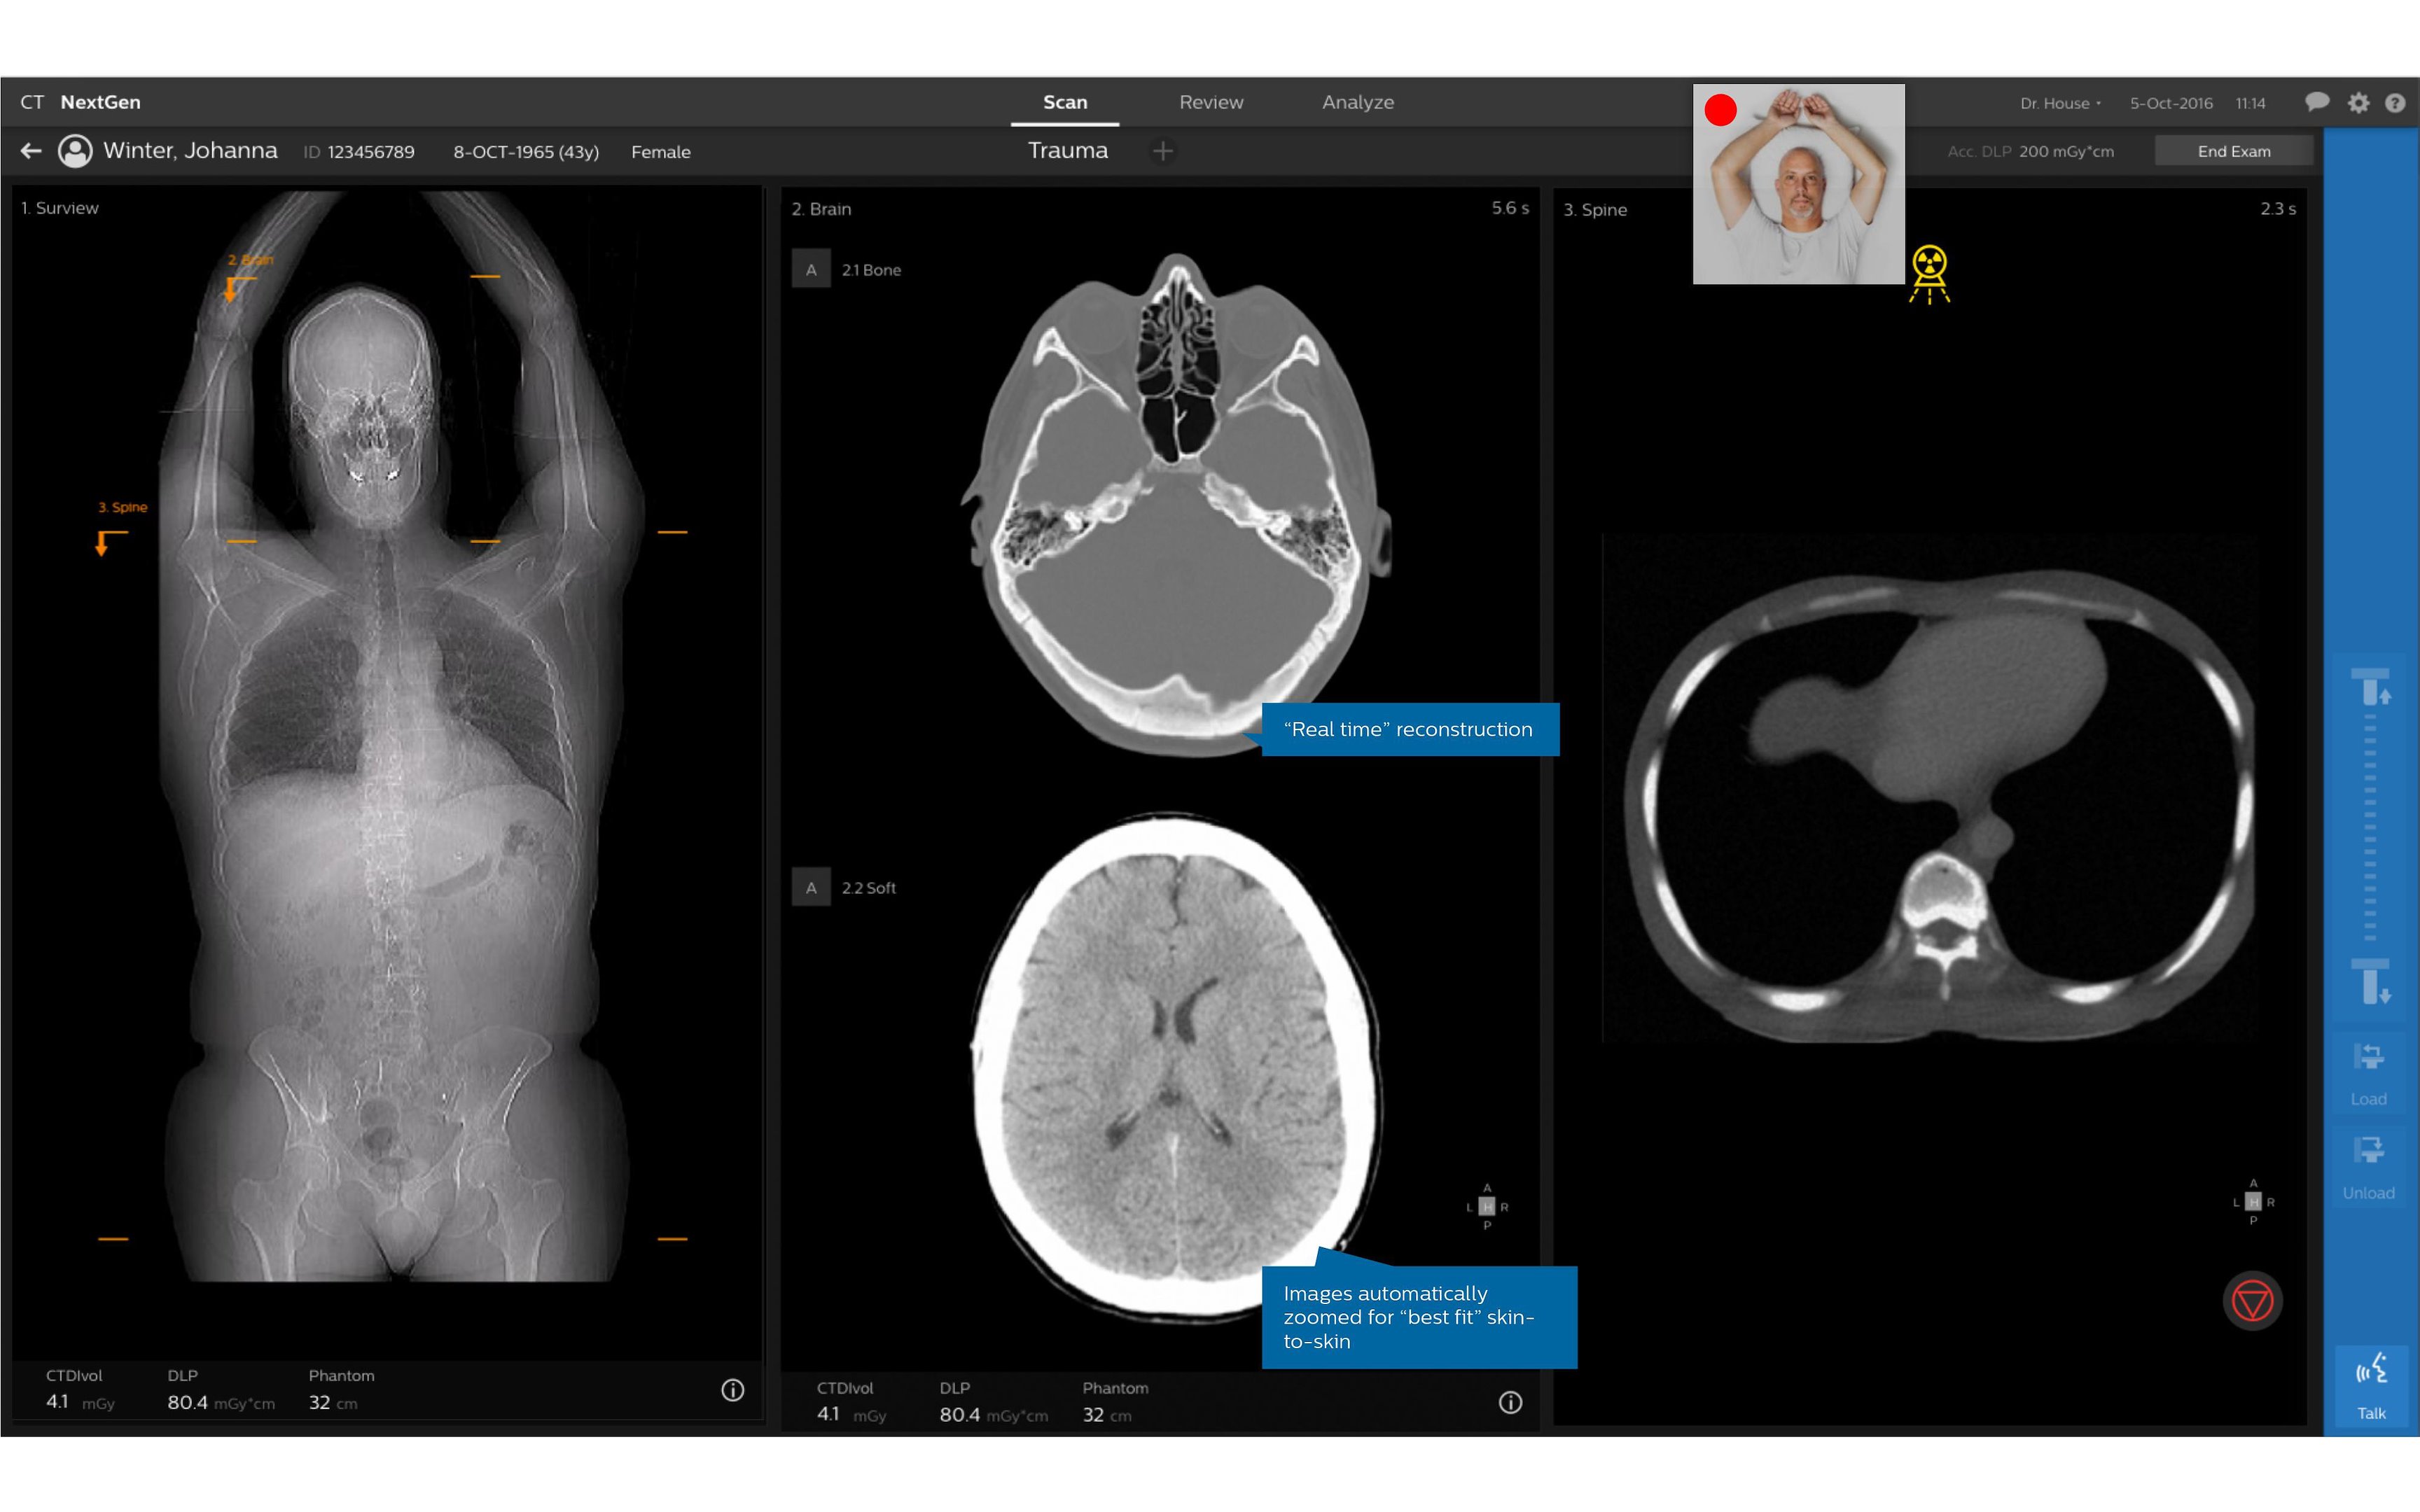 CT NextGen
Scan
Review
Analyze
Dr. House
5-Oct-2016
11:14
?
Winter, Johanna
ID 123456789
8-OCT-1965 (43y)
Female
Trauma
+
Acc. DLP 200 mGy*cm
End Exam
1. Surview
2. Brain
3. Spine
CTDIvol
4.1 mGy
DLP
80.4 mGy*cm
Phantom
32 cm
2. Brain
5.6 s
A
2.1 Bone
“Real time” reconstruction
A
2.2 Soft
A
L H R
P
Images automatically
zoomed for “best fit” skin-
to-skin
CTDIvol
4.1 mGy
DLP
80.4 mGy*cm
Phantom
32 cm
3. Spine
2.3 s
A
L H R
P
Load
Unload
Talk